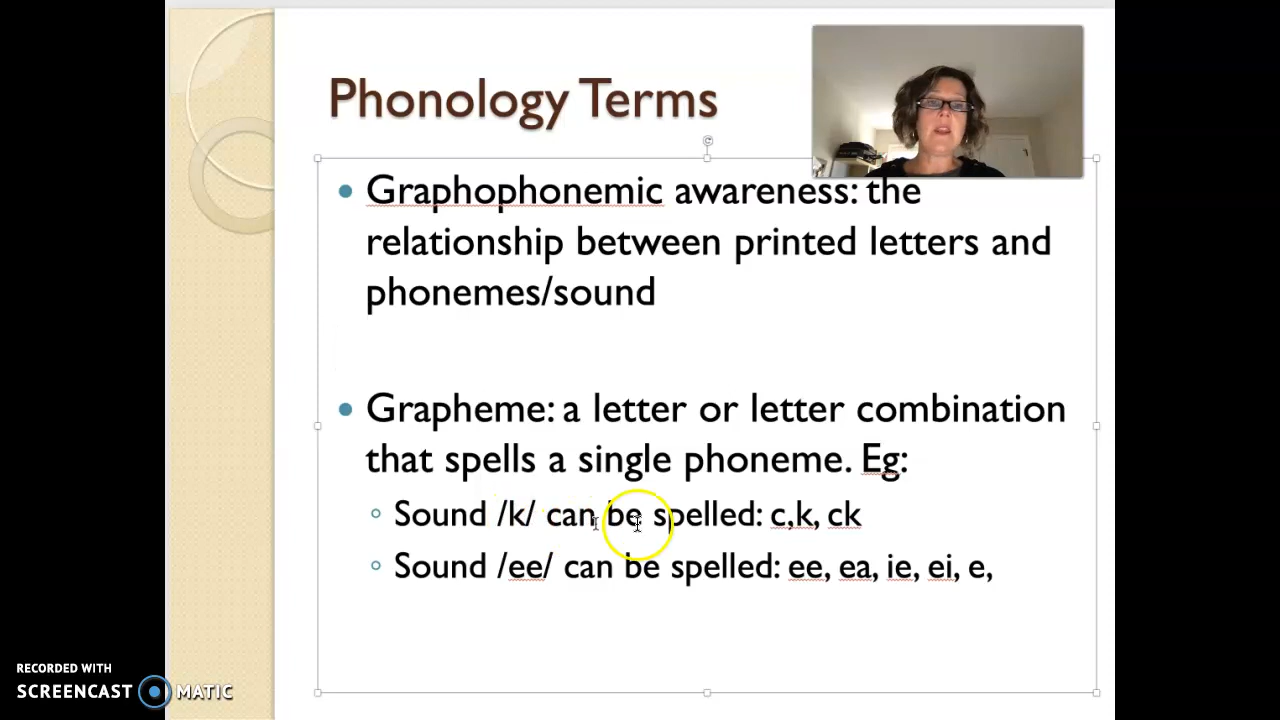 Phonology Terms
Graphophonemic awareness: the
relationship between printed letters and
phonemes/sound
Grapheme: a letter or letter combination
that spells a single phoneme. Eg:
Sound /k/ can be spelled: c,k, ck
Sound /ee/ can be spelled: ee, ea, ie, ei, e,
RECORDED WITH
SCREENCAST MATIC